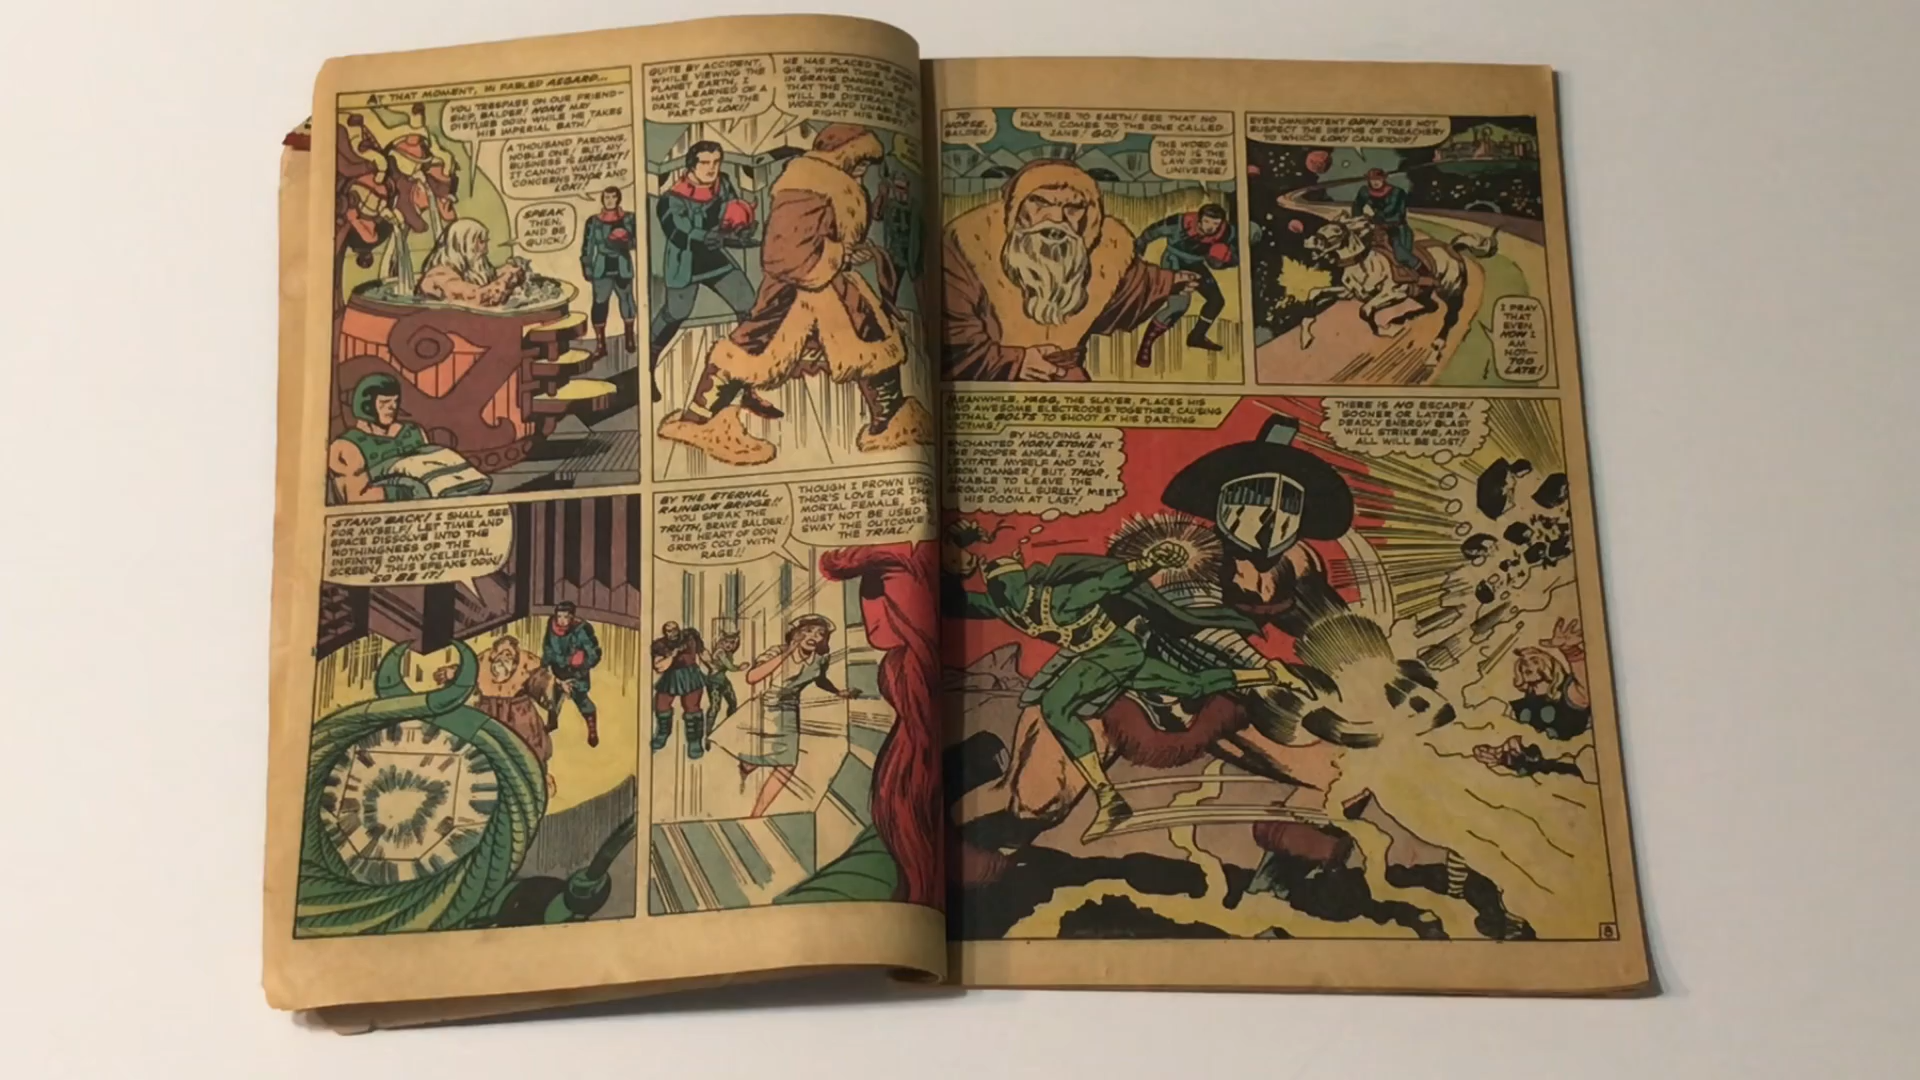 AT THAT MOMENT, IN FABLED ASGARD...
YOU TRESPASS ON OUR FRIEND-
SHIP, BALDER! NONE MAY
DISTURB ODIN WHILE HE TAKES
HIS IMPERIAL BATH!
A THOUSAND PARDONS,
NOBLE ONE! BUT, MY
BUSINESS IS URGENT!
IT CANNOT WAIT! IT
CONCERNS THOR AND
LOKI!
SPEAK
THEN,
AND BE
QUICK!
QUITE BY ACCIDENT,
WHILE VIEWING THE
PLANET EARTH, I
HAVE LEARNED OF A
DARK PLOT ON THE
PART OF LOKI!
HE HAS PLACED THE
GIRL WHOM THOR
IN GRAVE DANGER
THAT THE THUNDER
WILL BE
WORRY AND
FIGHT HIS
STAND BACK! I SHALL SEE
FOR MYSELF! LET TIME AND
SPACE DISSOLVE INTO THE
NOTHINGNESS OF THE
INFINITE ON MY CELESTIAL
SCREEN! THUS SPEAKS ODIN!
SO BE IT!
BY THE ETERNAL
RAINBOW BRIDGE!!
YOU SPEAK THE
TRUTH, BRAVE BALDER!
THE HEART OF ODIN
GROWS COLD WITH
RAGE!!
THOUGH I FROWN
THOR'S LOVE FOR
MORTAL FEMALE,
MUST NOT BE USED
SWAY THE OUTCOME
THE TRIAL!
TO
HORSE,
BALDER!
FLY THEE TO EARTH! SEE THAT NO
HARM COMES TO THE ONE CALLED
JANE! GO!
THE WORD OF
ODIN IS THE
LAW OF THE
UNIVERSE!
EVEN OMNIPOTENT ODIN DOES NOT
SUSPECT THE DEPTHS OF TREACHERY
TO WHICH LOKI CAN STOOP!
I PRAY
THAT
EVEN
NOW I
AM
NOT--
TOO
LATE!
MEANWHILE, YAGG, THE SLAYER, PLACES HIS
TWO AWESOME ELECTRODES TOGETHER, CAUSING
LETHAL BOLTS TO SHOOT AT HIS DARTING
VICTIMS!
BY HOLDING AN
ENCHANTED NORN STONE AT
THE PROPER ANGLE, I CAN
LEVITATE MYSELF AND FLY
FROM DANGER! BUT, THOR,
UNABLE TO LEAVE THE
GROUND, WILL SURELY MEET
HIS DOOM AT LAST!
THERE IS NO ESCAPE!
SOONER OR LATER A
DEADLY ENERGY BLAST
WILL STRIKE ME, AND
ALL WILL BE LOST!
8